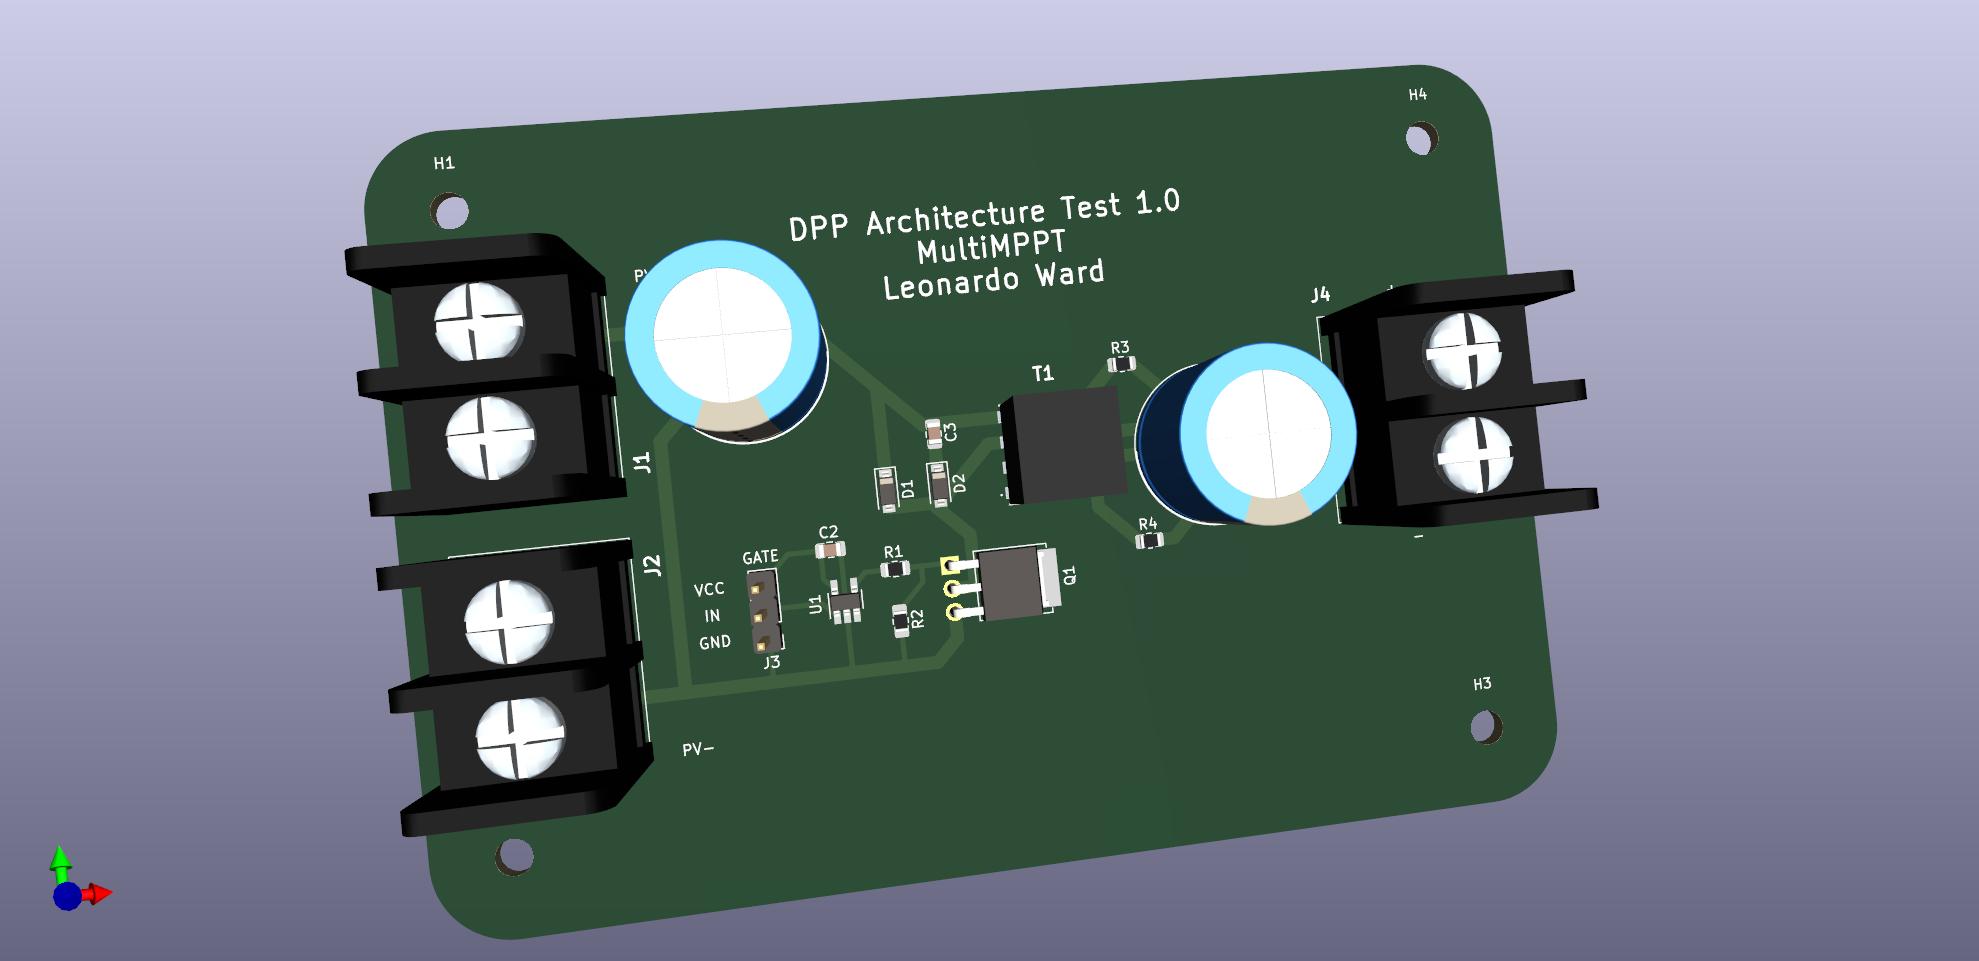 H4
H1
DPP Architecture Test 1.0
MultiMPPT
Leonardo Ward
J4
R3
T1
C3
J1
D1
D2
R4
C2
GATE
R1
J2
VCC
IN
GND
U1
R2
Q1
J3
H3
PV-
-